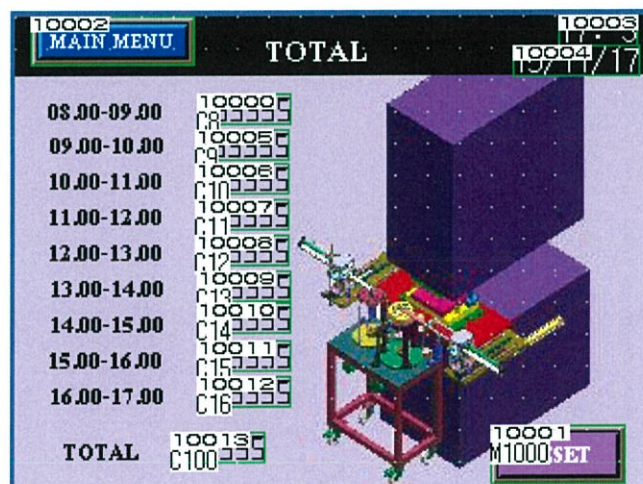 10002
MAIN MENU
TOTAL
10003
10004
08.00-09.00 10000 C8
09.00-10.00 10005 C9
10.00-11.00 10006 C10
11.00-12.00 10007 C11
12.00-13.00 10008 C12
13.00-14.00 10009 C13
14.00-15.00 10010 C14
15.00-16.00 10011 C15
16.00-17.00 10012 C16
TOTAL 10013 C100
10001
M1000 SET